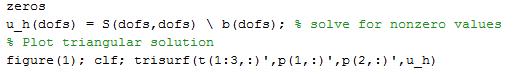 zeros
u_h(dofs) = S(dofs,dofs) \ b(dofs); % solve for nonzero values
% Plot triangular solution
figure(1); clf; trisurf(t(1:3,:)',p(1,:)',p(2,:)',u_h)